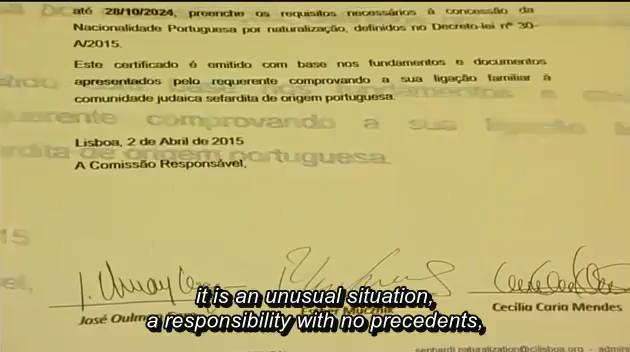 até 28/10/2024, preenche os requisitos necessários à concessão da
Nacionalidade Portuguesa por naturalização, definidos no Decreto-lei nº 30-
A/2015.
Este certificado é emitido com base nos fundamentos e documentos
apresentados pelo requerente comprovando a sua ligação familiar à
comunidade judaica sefardita de origem portuguesa.
Lisboa, 2 de Abril de 2015
A Comissão Responsável,
José Oulman
Cecília Caria Mendes
it is an unusual situation,
a responsibility with no precedents,